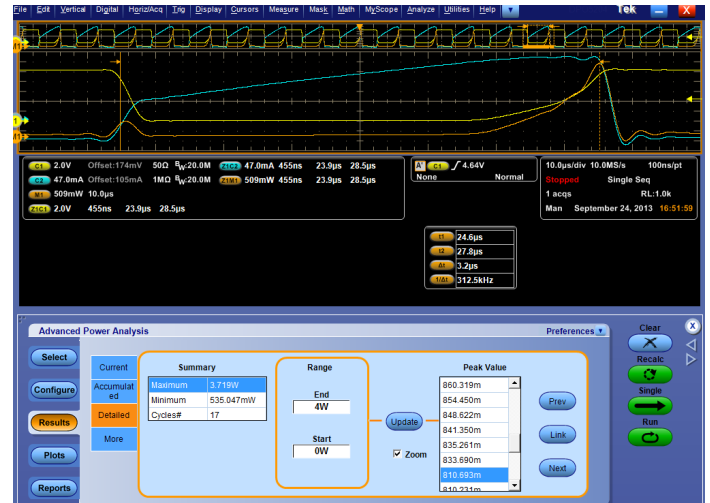 File Edit Vertical Digital Horiz/Acq Trig Display Cursors Measure Mask Math MyScope Analyze Utilities Help Tek X
C1 2.0V Offset:174mV 50Ω BW:20.0M Z1C2 47.0mA 455ns 23.9µs 28.5µs
C2 47.0mA Offset:105mA 1MΩ BW:20.0M Z1M1 509mW 455ns 23.9µs 28.5µs
M1 509mW 10.0µs
Z1C1 2.0V 455ns 23.9µs 28.5µs
A' C1 4.64V
None Normal
10.0µs/div 10.0MS/s 100ns/pt
Stopped Single Seq
1 acqs RL:1.0k
Man September 24, 2013 16:51:59
t1 24.6µs
t2 27.8µs
Δt 3.2µs
1/Δt 312.5kHz
Advanced Power Analysis Preferences
Select
Configure
Results
Plots
Reports
Current
Accumulat
ed
Detailed
More
Summary
Maximum 3.719W
Minimum 535.047mW
Cycles# 17
Range
End
4W
Start
0W
Update
Zoom
Peak Value
860.319m
854.450m
848.622m
841.350m
835.261m
833.690m
810.693m
810.231m
Prev
Link
Next
Clear
X
Recalc
Single
Run